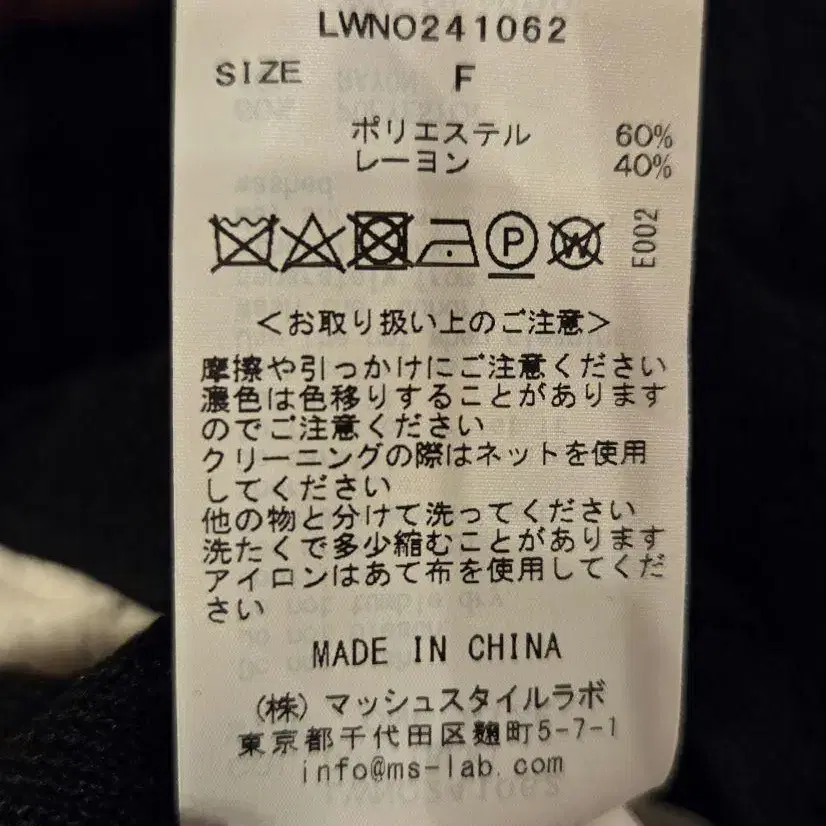 LWNO241062
SIZE F
ポリエステル 60%
レーヨン 40%
P W E002
<お取り扱い上のご注意>
摩擦や引っかけにご注意ください
濃色は色移りすることがあります
のでご注意ください
クリーニングの際はネットを使用
してください
他の物と分けて洗ってください
洗たくで多少縮むことがあります
アイロンはあて布を使用してくだ
さい
MADE IN CHINA
(株)マッシュスタイルラボ
東京都千代田区麹町5-7-1
info@ms-lab.com